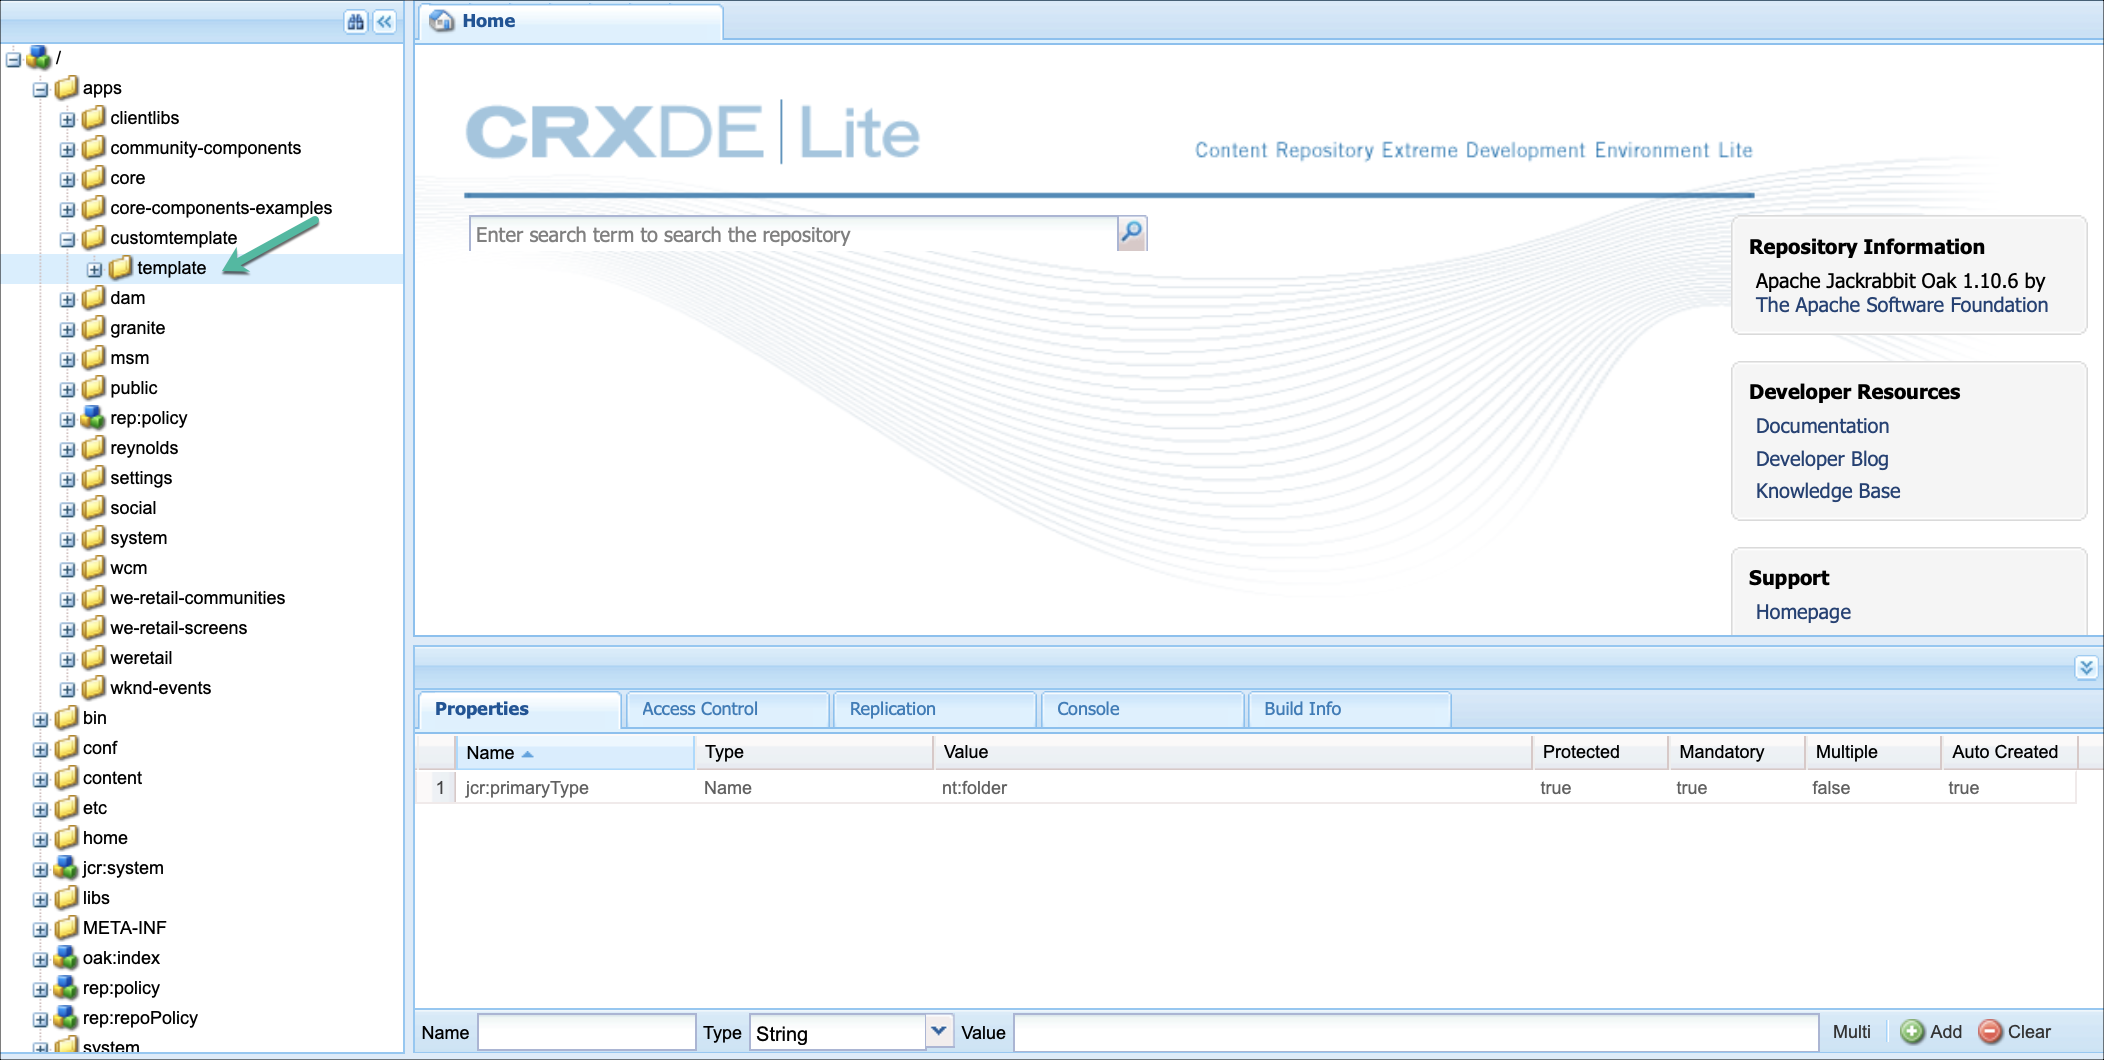 /
apps
clientlibs
community-components
core
core-components-examples
customtemplate
template
dam
granite
msm
public
rep:policy
reynolds
settings
social
system
wcm
we-retail-communities
we-retail-screens
weretail
wknd-events
bin
conf
content
etc
home
jcr:system
libs
META-INF
oak:index
rep:policy
rep:repoPolicy
system
Home
CRXDE Lite
Content Repository Extreme Development Environment Lite
Enter search term to search the repository
Repository Information
Apache Jackrabbit Oak 1.10.6 by
The Apache Software Foundation
Developer Resources
Documentation
Developer Blog
Knowledge Base
Support
Homepage
Properties Access Control Replication Console Build Info
Name Type Value Protected Mandatory Multiple Auto Created
1 jcr:primaryType Name nt:folder true true false true
Name Type String Value Multi Add Clear